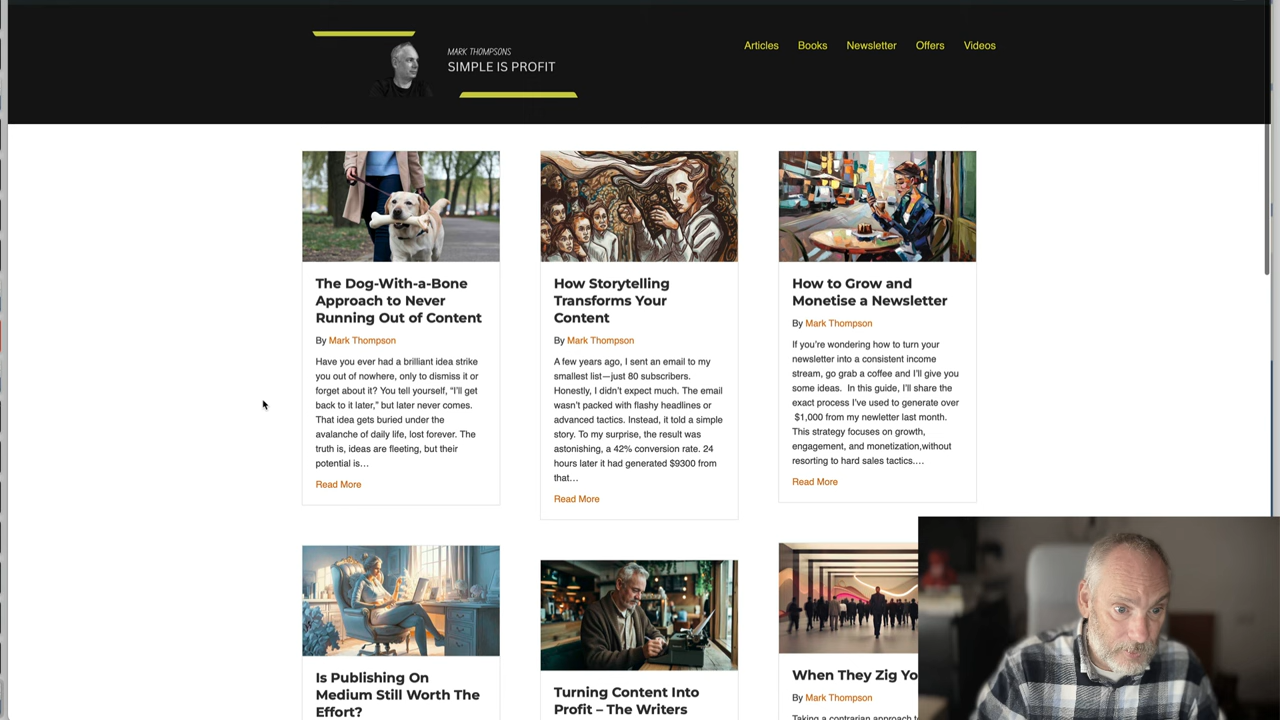 MARK THOMPSONS
SIMPLE IS PROFIT
Articles
Books
Newsletter
Offers
Videos
The Dog-With-a-Bone
Approach to Never
Running Out of Content
By Mark Thompson
Have you ever had a brilliant idea strike
you out of nowhere, only to dismiss it or
forget about it? You tell yourself, “I’ll get
back to it later,” but later never comes.
That idea gets buried under the
avalanche of daily life, lost forever. The
truth is, ideas are fleeting, but their
potential is…
Read More
How Storytelling
Transforms Your
Content
By Mark Thompson
A few years ago, I sent an email to my
smallest list—just 80 subscribers.
Honestly, I didn’t expect much. The email
wasn’t packed with flashy headlines or
advanced tactics. Instead, it told a simple
story. To my surprise, the result was
astonishing, a 42% conversion rate. 24
hours later it had generated $9300 from
that…
Read More
How to Grow and
Monetise a Newsletter
By Mark Thompson
If you’re wondering how to turn your
newsletter into a consistent income
stream, go grab a coffee and I’ll give you
some ideas.  In this guide, I’ll share the
exact process I’ve used to generate over
$1,000 from my newletter last month.
This strategy focuses on growth,
engagement, and monetization,without
resorting to hard sales tactics.…
Read More
Is Publishing On
Medium Still Worth The
Effort?
Turning Content Into
Profit – The Writers
When They Zig Yo
By Mark Thompson
Taking a contrarian approach t